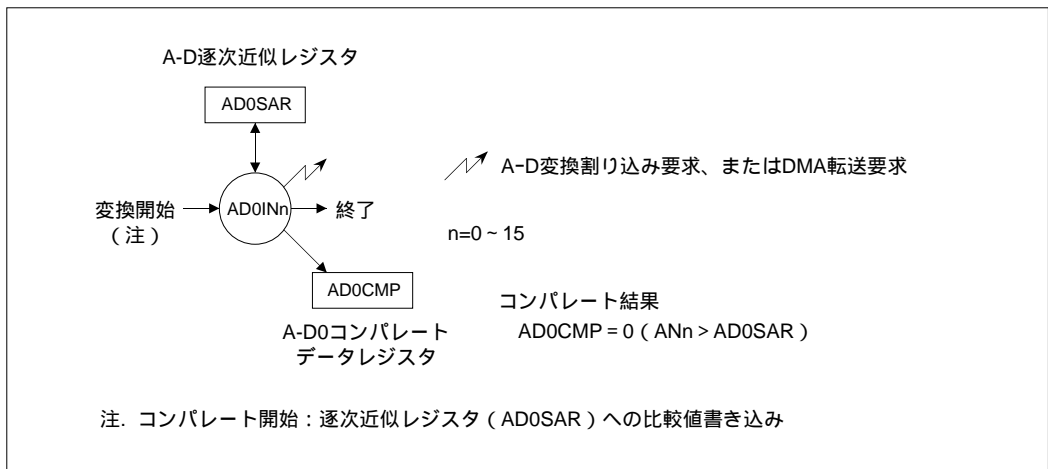 A-D逐次近似レジスタ
AD0SAR
A-D変換割り込み要求、またはDMA転送要求
変換開始
（注）
AD0INn
終了
n=0～15
AD0CMP
A-D0コンパレート
データレジスタ
コンパレート結果
AD0CMP = 0（ANn＞AD0SAR）
注. コンパレート開始：逐次近似レジスタ（AD0SAR）への比較値書き込み